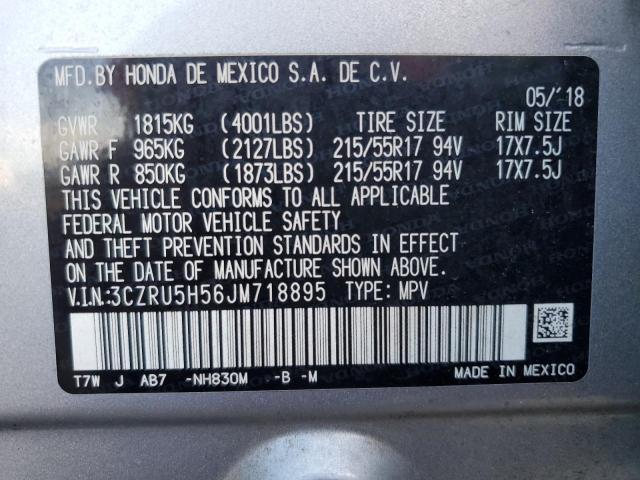 MFD.BY HONDA DE MEXICO S.A. DE C.V.
05/'18
GVWR 1815KG (4001LBS) TIRE SIZE RIM SIZE
GAWR F 965KG (2127LBS) 215/55R17 94V 17X7.5J
GAWR R 850KG (1873LBS) 215/55R17 94V 17X7.5J
THIS VEHICLE CONFORMS TO ALL APPLICABLE
FEDERAL MOTOR VEHICLE SAFETY
AND THEFT PREVENTION STANDARDS IN EFFECT
ON THE DATE OF MANUFACTURE SHOWN ABOVE.
V.I.N.:3CZRU5H56JM718895 TYPE: MPV
T7W J AB7 -NH830M -B -M MADE IN MEXICO